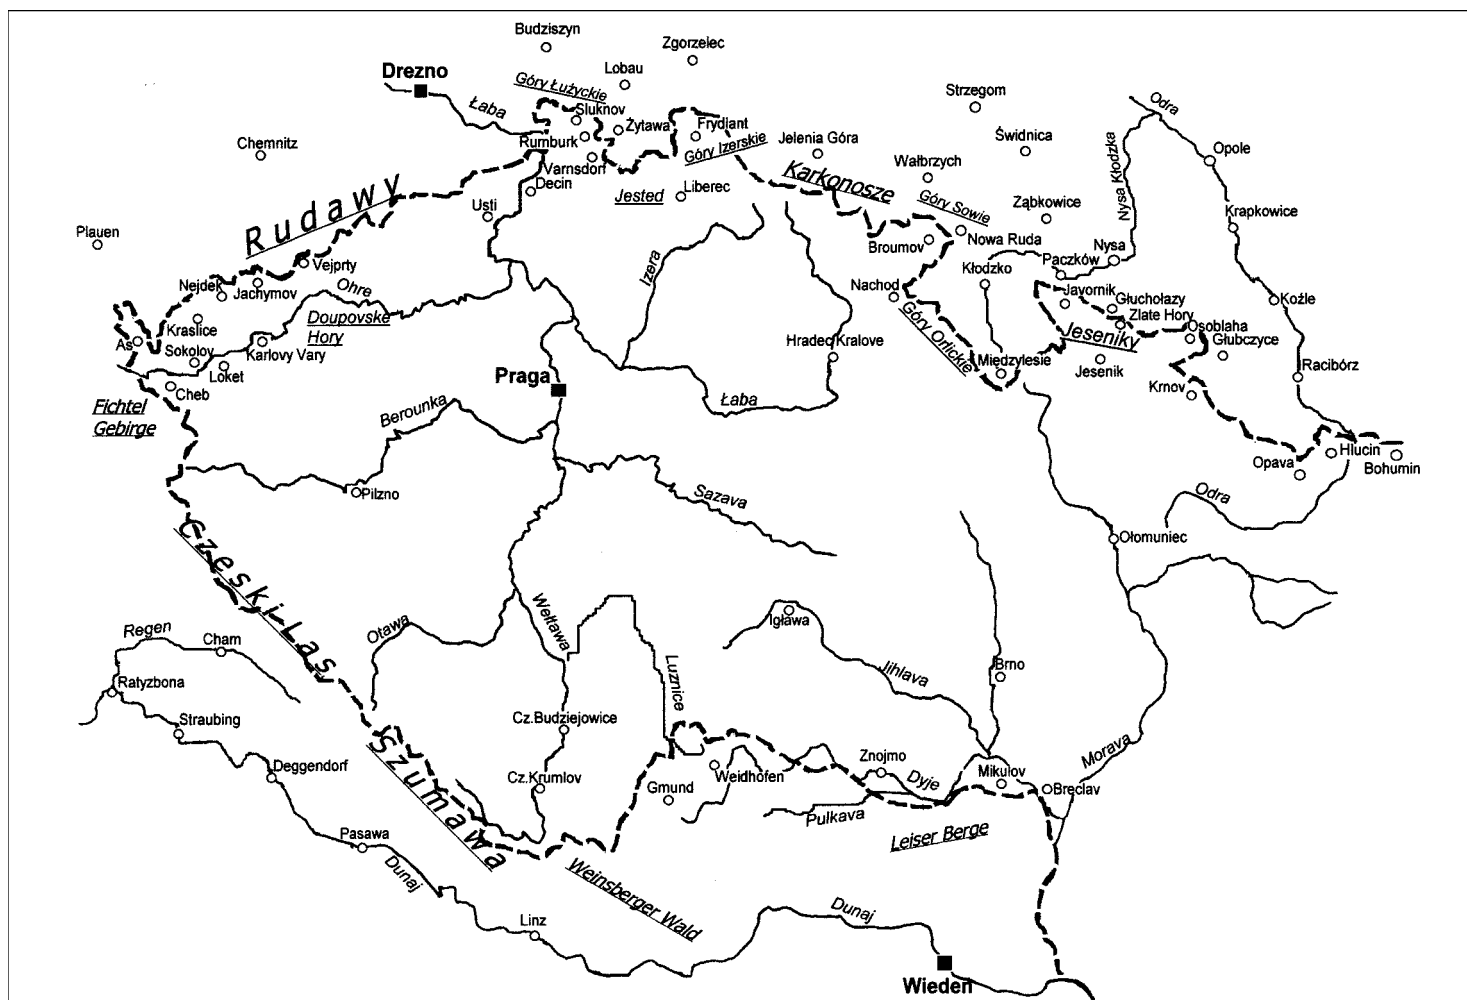 Budziszyn
Zgorzelec
Drezno
Lobau
Góry Łużyckie
Strzegom
Łaba
Sluknov
Odra
Chemnitz
Rumburk
Żytawa
Frydlant
Góry Izerskie
Jelenia Góra
Świdnica
Nysa Kłodzka
Opole
Varnsdorf
Wałbrzych
Karkonosze
Decin
Jested
Liberec
Rudawy
Usti
Góry Sowie
Ząbkowice
Krapkowice
Plauen
Broumov
Nowa Ruda
Nysa
Paczków
Vejprty
Izera
Kłodzko
Nejdek
Jachymov
Ohre
Nachod
Javornik
Głuchołazy
Koźle
Zlate Hory
Kraslice
Doupovske
Hory
Góry Orlickie
Jeseniky
Osoblaha
Głubczyce
As
Sokolov
Karlovy Vary
Hradec Kralove
Międzylesie
Jesenik
Racibórz
Loket
Praga
Cheb
Krnov
Łaba
Fichtel
Gebirge
Berounka
Hlucin
Opava
Bohumin
Pilzno
Sazava
Odra
Czeski Las
Ołomuniec
Wełtawa
Otawa
Igława
Regen
Cham
Luznice
Jihlava
Brno
Ratyzbona
Straubing
Cz.Budziejowice
Szumawa
Morava
Deggendorf
Znojmo
Weidhofen
Dyje
Mikulov
Cz.Krumlov
Gmund
Breclav
Pulkava
Pasawa
Leiser Berge
Dunaj
Weinsberger Wald
Linz
Dunaj
Wieden